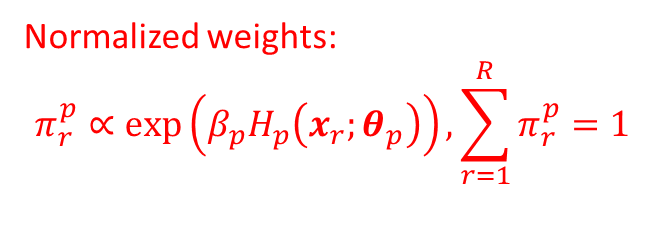 Normalized weights:
π_r^p ∝ exp(β_p H_p(x_r; θ_p)), ∑_{r=1}^{R} π_r^p = 1